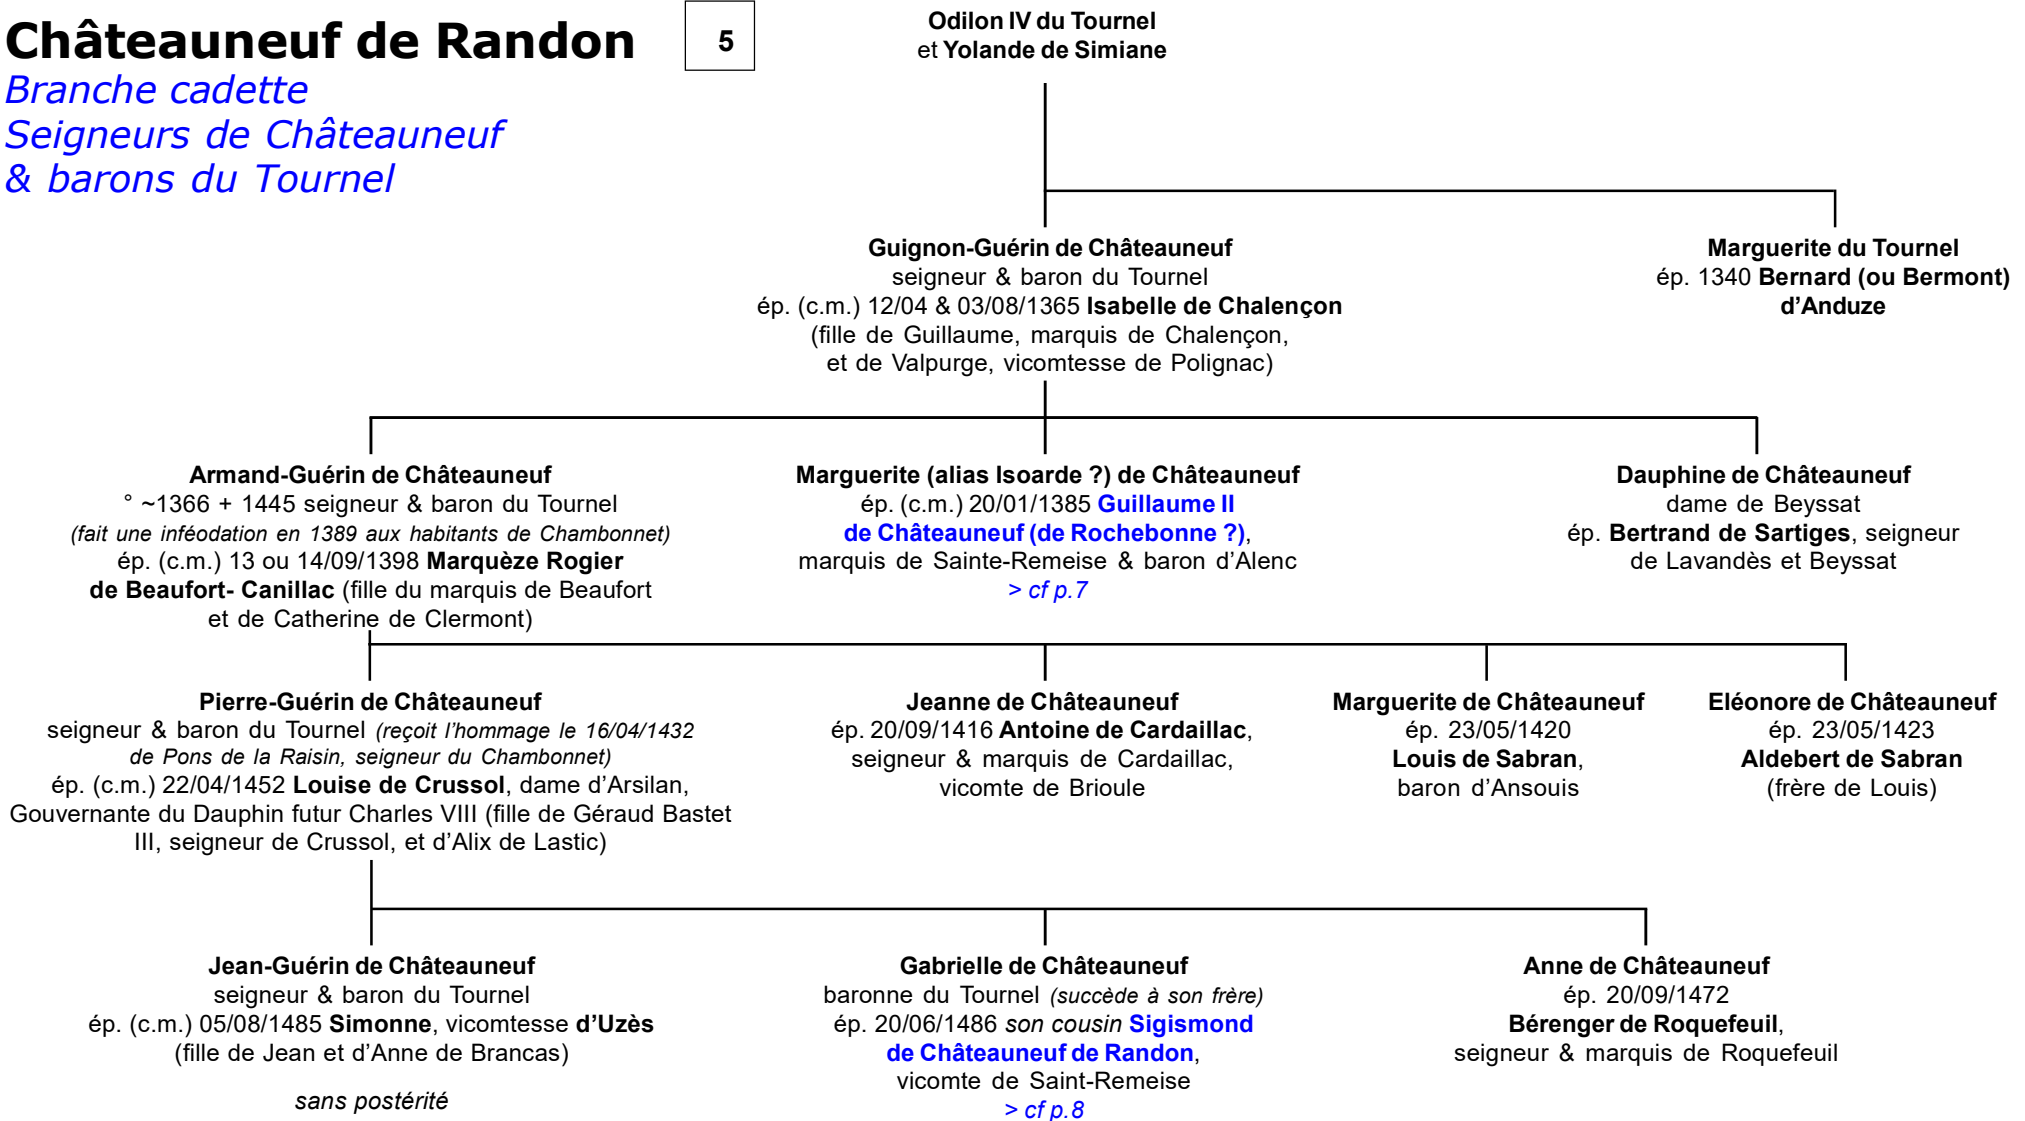 Châteauneuf de Randon
5
Branche cadette
Seigneurs de Châteauneuf
& barons du Tournel
Odilon IV du Tournel
et Yolande de Simiane
Guignon-Guérin de Châteauneuf
seigneur & baron du Tournel
ép. (c.m.) 12/04 & 03/08/1365 Isabelle de Chalençon
(fille de Guillaume, marquis de Chalençon,
et de Valpurge, vicomtesse de Polignac)
Marguerite du Tournel
ép. 1340 Bernard (ou Bermont)
d'Anduze
Armand-Guérin de Châteauneuf
° ~1366 + 1445 seigneur & baron du Tournel
(fait une inféodation en 1389 aux habitants de Chambonnet)
ép. (c.m.) 13 ou 14/09/1398 Marquèze Rogier
de Beaufort- Canillac (fille du marquis de Beaufort
et de Catherine de Clermont)
Marguerite (alias Isoarde ?) de Châteauneuf
ép. (c.m.) 20/01/1385 Guillaume II
de Châteauneuf (de Rochebonne ?),
marquis de Sainte-Remeise & baron d'Alenc
> cf p.7
Dauphine de Châteauneuf
dame de Beyssat
ép. Bertrand de Sartiges, seigneur
de Lavandès et Beyssat
Pierre-Guérin de Châteauneuf
seigneur & baron du Tournel (reçoit l'hommage le 16/04/1432
de Pons de la Raisin, seigneur du Chambonnet)
ép. (c.m.) 22/04/1452 Louise de Crussol, dame d'Arsilan,
Gouvernante du Dauphin futur Charles VIII (fille de Géraud Bastet
III, seigneur de Crussol, et d'Alix de Lastic)
Jeanne de Châteauneuf
ép. 20/09/1416 Antoine de Cardaillac,
seigneur & marquis de Cardaillac,
vicomte de Brioule
Marguerite de Châteauneuf
ép. 23/05/1420
Louis de Sabran,
baron d'Ansouis
Eléonore de Châteauneuf
ép. 23/05/1423
Aldebert de Sabran
(frère de Louis)
Jean-Guérin de Châteauneuf
seigneur & baron du Tournel
ép. (c.m.) 05/08/1485 Simonne, vicomtesse d'Uzès
(fille de Jean et d'Anne de Brancas)
sans postérité
Gabrielle de Châteauneuf
baronne du Tournel (succède à son frère)
ép. 20/06/1486 son cousin Sigismond
de Châteauneuf de Randon,
vicomte de Saint-Remeise
> cf p.8
Anne de Châteauneuf
ép. 20/09/1472
Bérenger de Roquefeuil,
seigneur & marquis de Roquefeuil